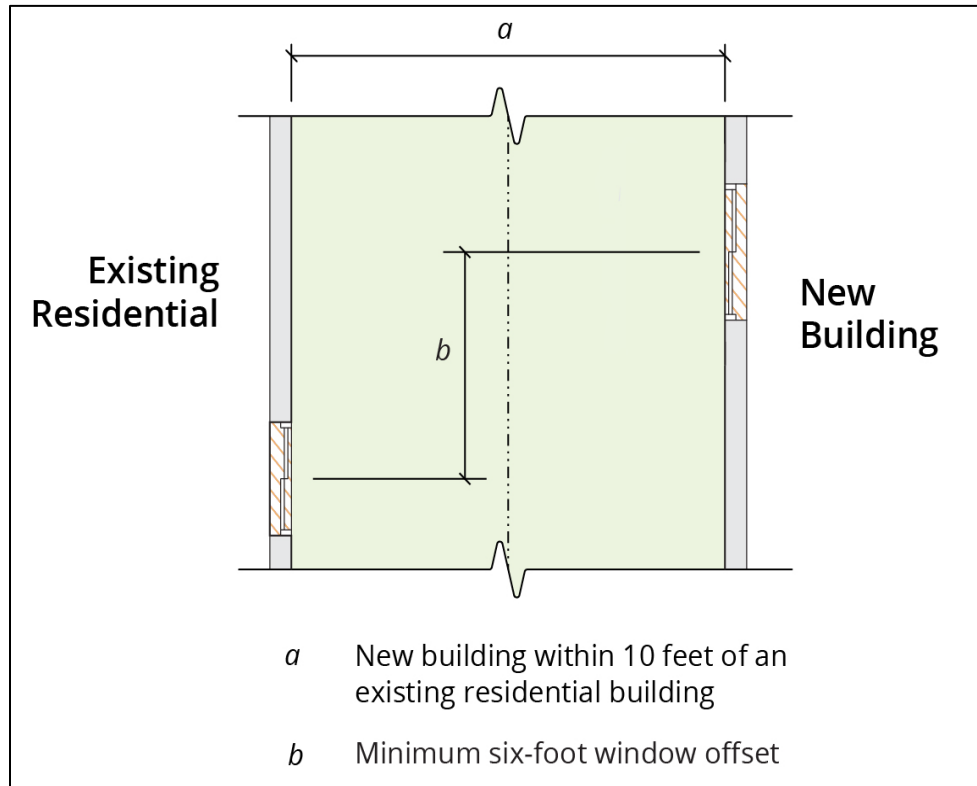 a
Existing
Residential
New
Building
b
a New building within 10 feet of an
existing residential building
b Minimum six-foot window offset